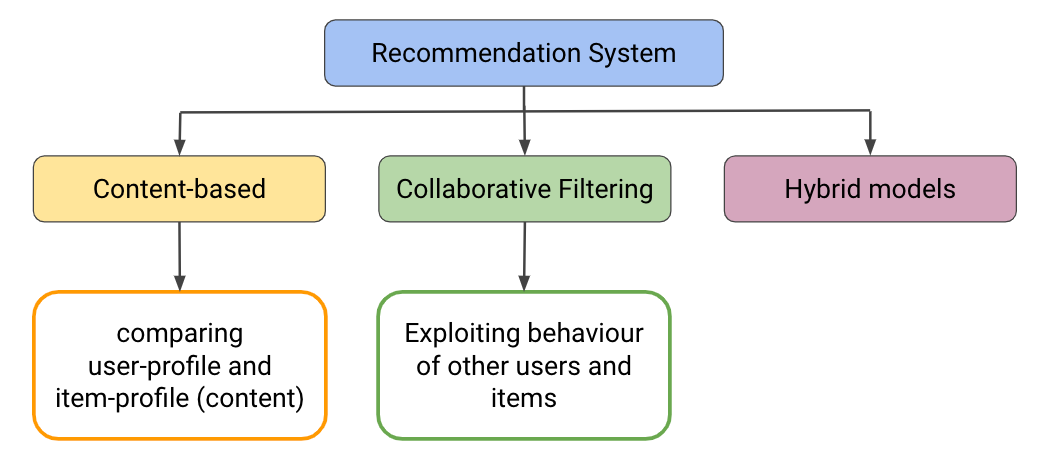 Recommendation System
Content-based
Collaborative Filtering
Hybrid models
comparing
user-profile and
item-profile (content)
Exploiting behaviour
of other users and
items